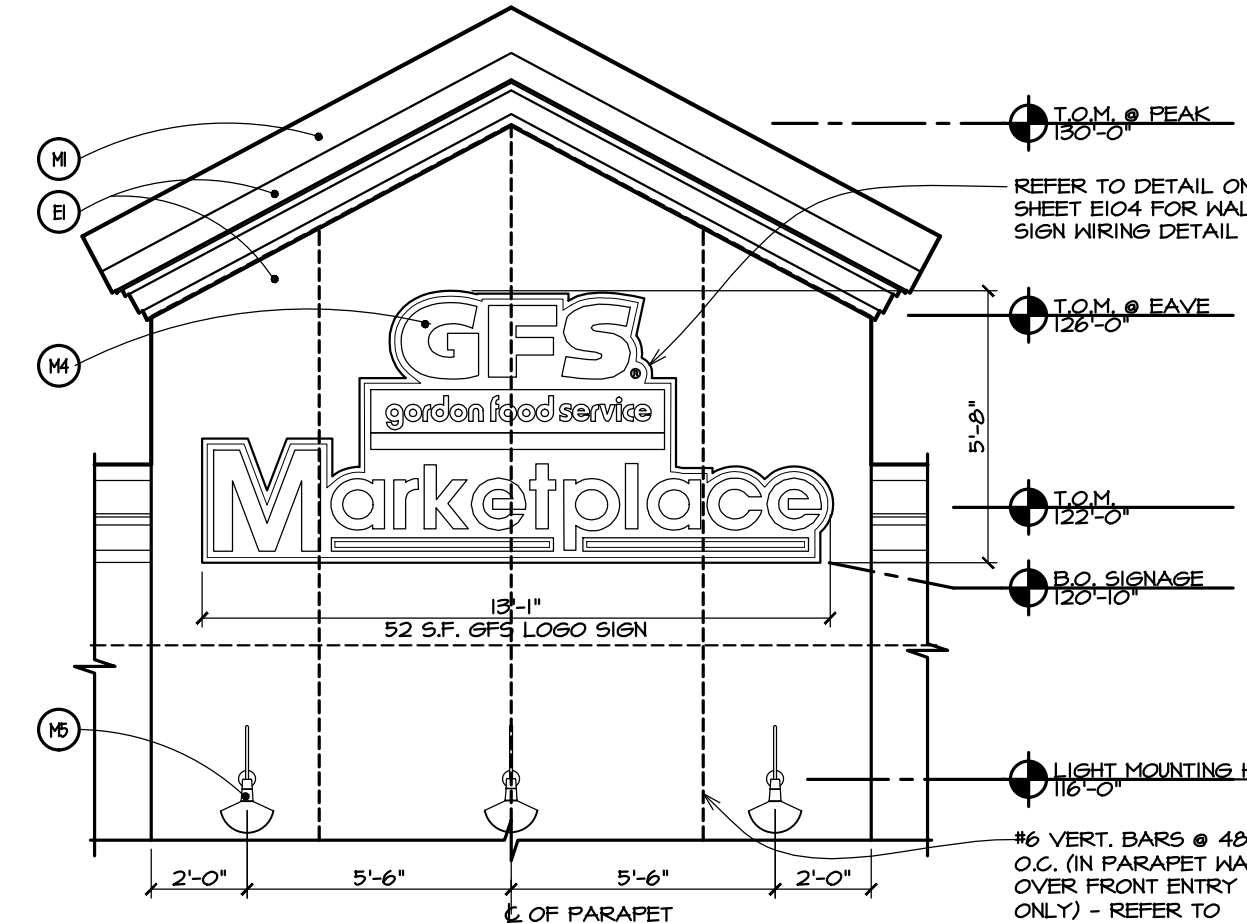 T.O.M. @ PEAK
130'-0"
M1
E1
REFER TO DETAIL ON
SHEET E104 FOR
SIGN WIRING DETAIL
T.O.M. @ EAVE
126'-0"
M4
GFS®
gordon food service
Marketplace
5'-8"
T.O.M.
122'-0"
B.O. SIGNAGE
120'-10"
13'-1"
52 S.F. GFS LOGO SIGN
M5
LIGHT MOUNTING
116'-0"
#6 VERT. BARS @ 48
O.C. (IN PARAPET
OVER FRONT ENTRY
ONLY) - REFER TO
2'-0" 5'-6" 5'-6" 2'-0"
℄ OF PARAPET